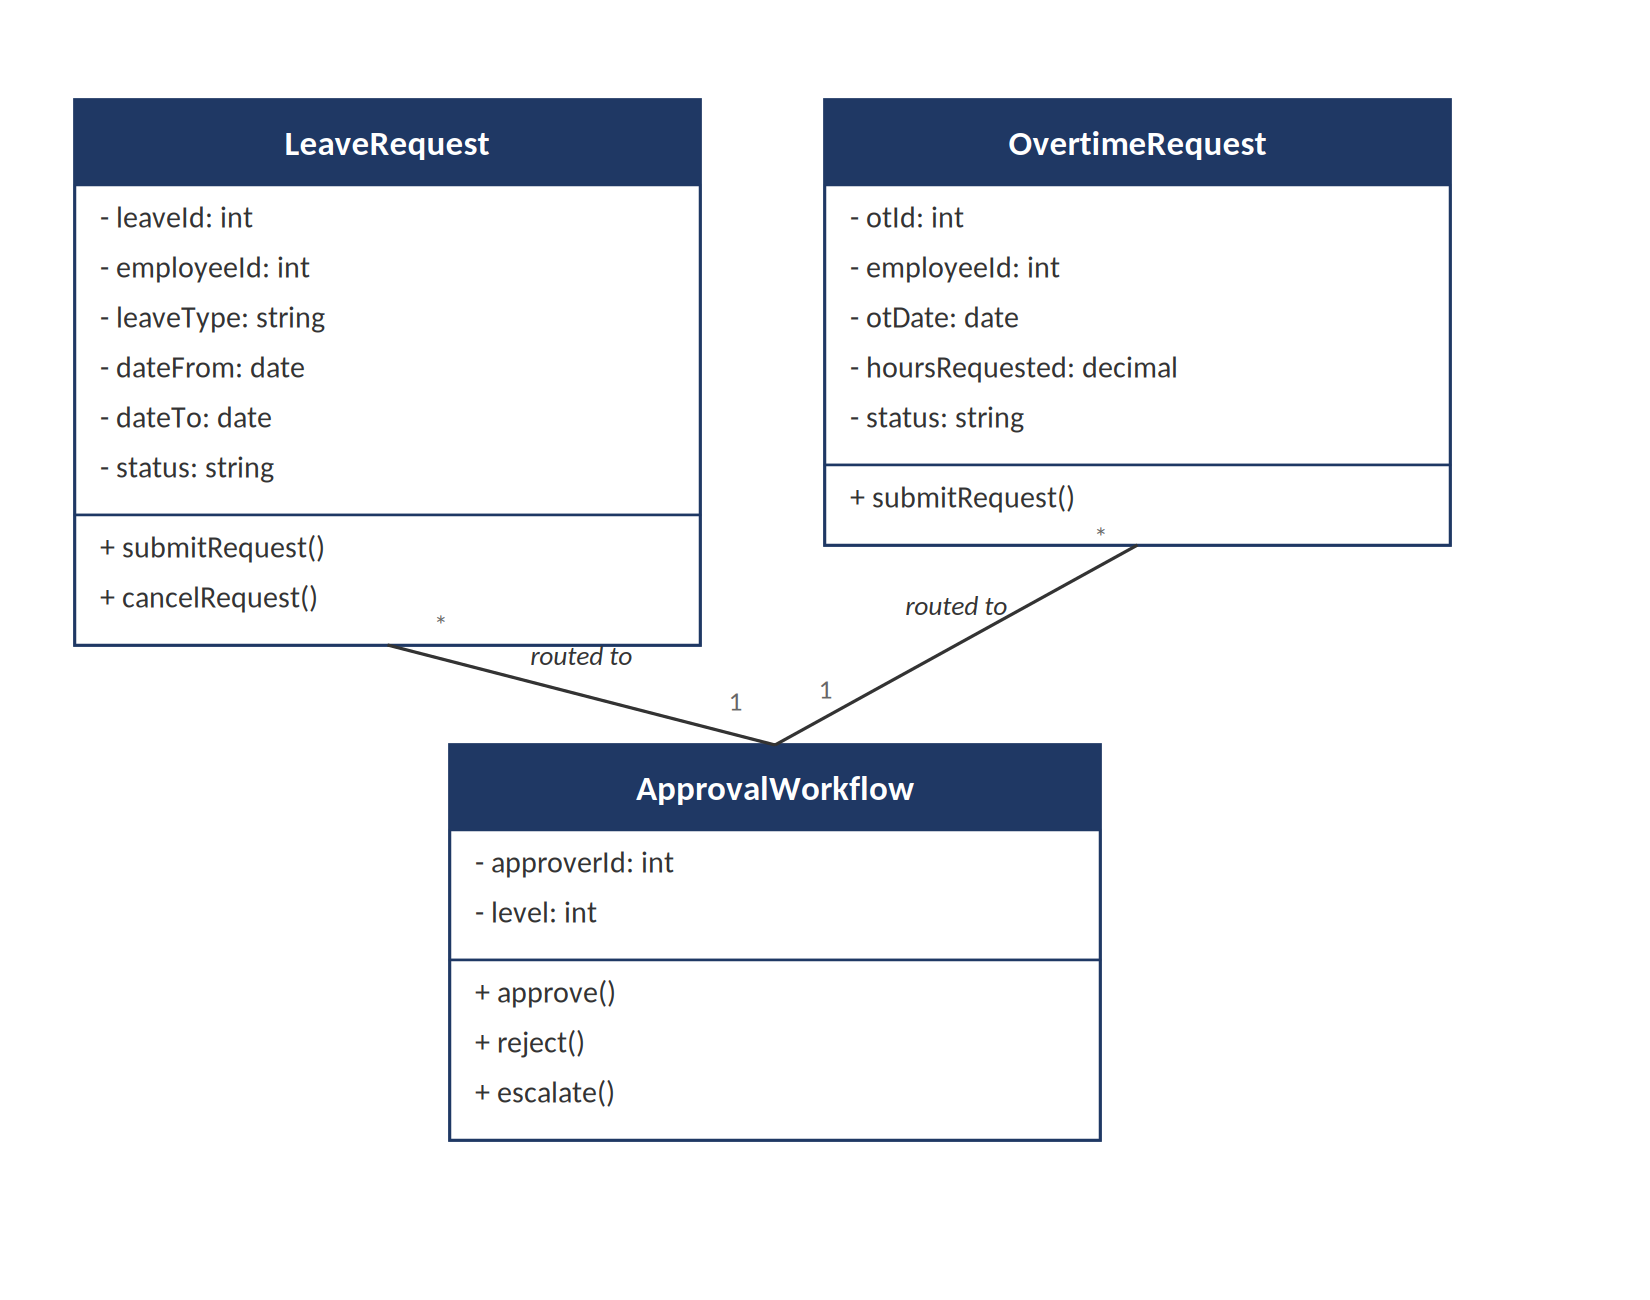 LeaveRequest
- leaveId: int
- employeeId: int
- leaveType: string
- dateFrom: date
- dateTo: date
- status: string
+ submitRequest()
+ cancelRequest()
OvertimeRequest
- otId: int
- employeeId: int
- otDate: date
- hoursRequested: decimal
- status: string
+ submitRequest()
*
routed to
1
*
routed to
1
ApprovalWorkflow
- approverId: int
- level: int
+ approve()
+ reject()
+ escalate()